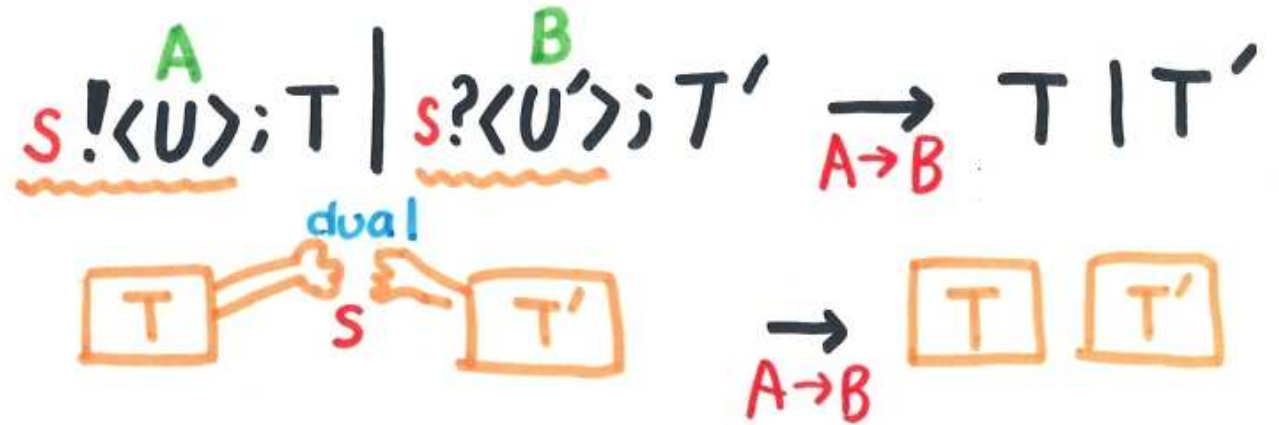 A B
s!<U>; T | s?<U′>; T′ → T | T′
A→B
dual
T s T′ → T T′
A→B